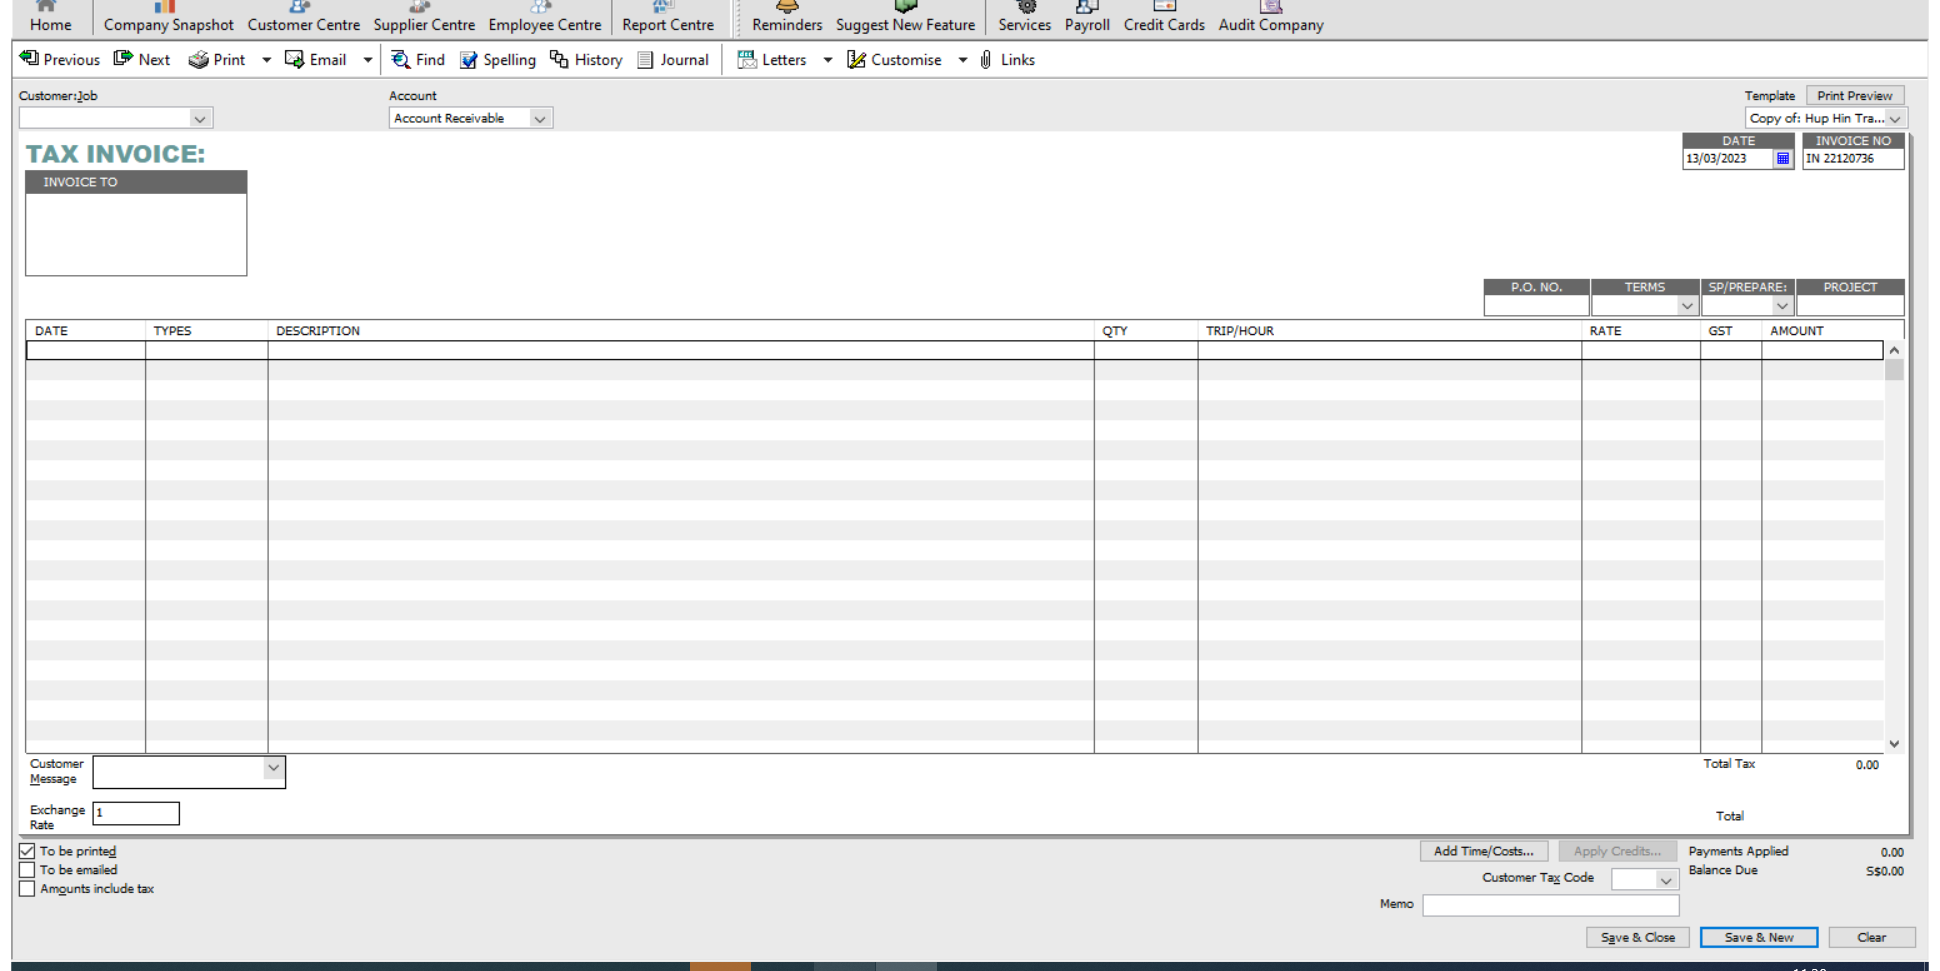 Home Company Snapshot Customer Centre Supplier Centre Employee Centre Report Centre Reminders Suggest New Feature Services Payroll Credit Cards Audit Company
Previous Next Print Email Find Spelling History Journal Letters Customise Links
Customer:Job Account Template Print Preview
Account Receivable Copy of: Hup Hin Tra...
TAX INVOICE: DATE INVOICE NO
13/03/2023 IN 22120736
INVOICE TO
P.O. NO. TERMS SP/PREPARE: PROJECT
DATE TYPES DESCRIPTION QTY TRIP/HOUR RATE GST AMOUNT
Customer Message Total Tax 0.00
Exchange Rate 1 Total
To be printed Add Time/Costs... Apply Credits... Payments Applied 0.00
To be emailed Customer Tax Code Balance Due S$0.00
Amounts include tax
Memo
Save & Close Save & New Clear